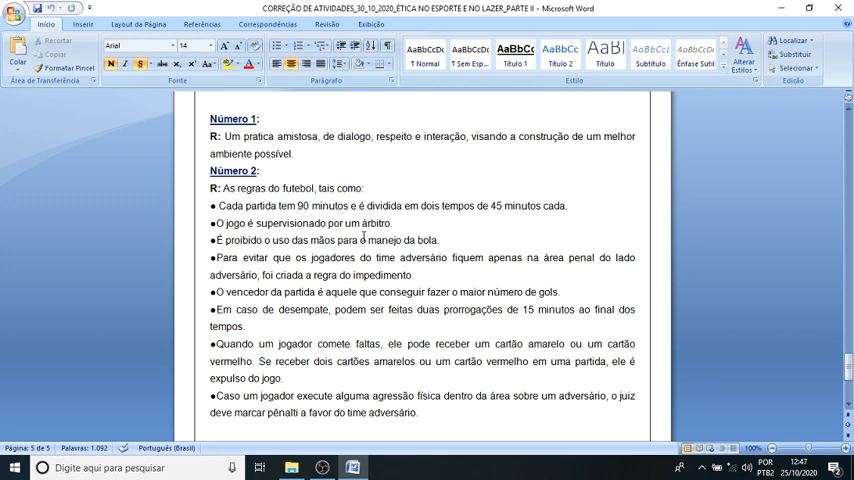 CORREÇÃO DE ATIVIDADES_30_10_2020_ÉTICA NO ESPORTE E NO LAZER_PARTE II - Microsoft Word
Início Inserir Layout da Página Referências Correspondências Revisão Exibição
Colar Recortar Copiar Formatar Pincel
Área de Transferência
Arial 14
N I S abc x, x² Aa
Fonte
Parágrafo
AaBbCcDc AaBbCcDc AaBbCc AaBbCc AaBl AaBbCcL AaBbCcDc
¶ Normal ¶ Sem Esp... Título 1 Título 2 Título Subtítulo Ênfase Sutil
Alterar Estilos
Estilo
Localizar
Substituir
Selecionar
Edição
Número 1:
R: Um pratica amistosa, de dialogo, respeito e interação, visando a construção de um melhor
ambiente possível.
Número 2:
R: As regras do futebol, tais como:
● Cada partida tem 90 minutos e é dividida em dois tempos de 45 minutos cada.
●O jogo é supervisionado por um árbitro.
●É proibido o uso das mãos para o manejo da bola.
●Para evitar que os jogadores do time adversário fiquem apenas na área penal do lado
adversário, foi criada a regra do impedimento.
●O vencedor da partida é aquele que conseguir fazer o maior número de gols.
●Em caso de desempate, podem ser feitas duas prorrogações de 15 minutos ao final dos
tempos.
●Quando um jogador comete faltas, ele pode receber um cartão amarelo ou um cartão
vermelho. Se receber dois cartões amarelos ou um cartão vermelho em uma partida, ele é
expulso do jogo.
●Caso um jogador execute alguma agressão física dentro da área sobre um adversário, o juiz
deve marcar pênalti a favor do time adversário.
Página: 5 de 5 Palavras: 1.092 Português (Brasil) 100%
Digite aqui para pesquisar
POR 12:47
PTB2 25/10/2020 2